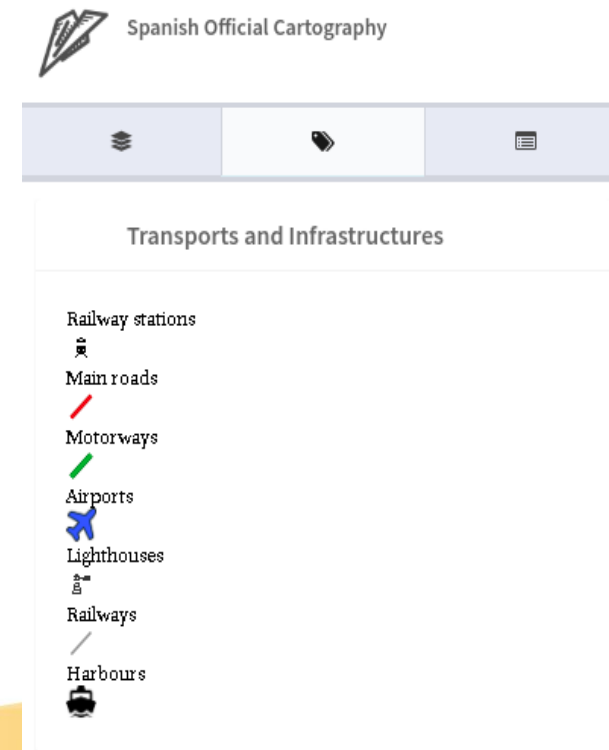 Spanish Official Cartography
Transports and Infrastructures
Railway stations
Main roads
Motorways
Airports
Lighthouses
Railways
Harbours